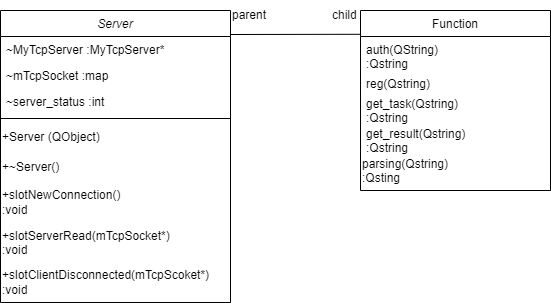 Server
parent
child
Function
~MyTcpServer :MyTcpServer*
~mTcpSocket :map
~server_status :int
+Server (QObject)
+~Server()
+slotNewConnection()
:void
+slotServerRead(mTcpSocket*)
:void
+slotClientDisconnected(mTcpScoket*)
:void
auth(QString)
:Qstring
reg(Qstring)
get_task(Qstring)
:Qstring
get_result(Qstring)
:Qstring
parsing(Qstring)
:Qsting